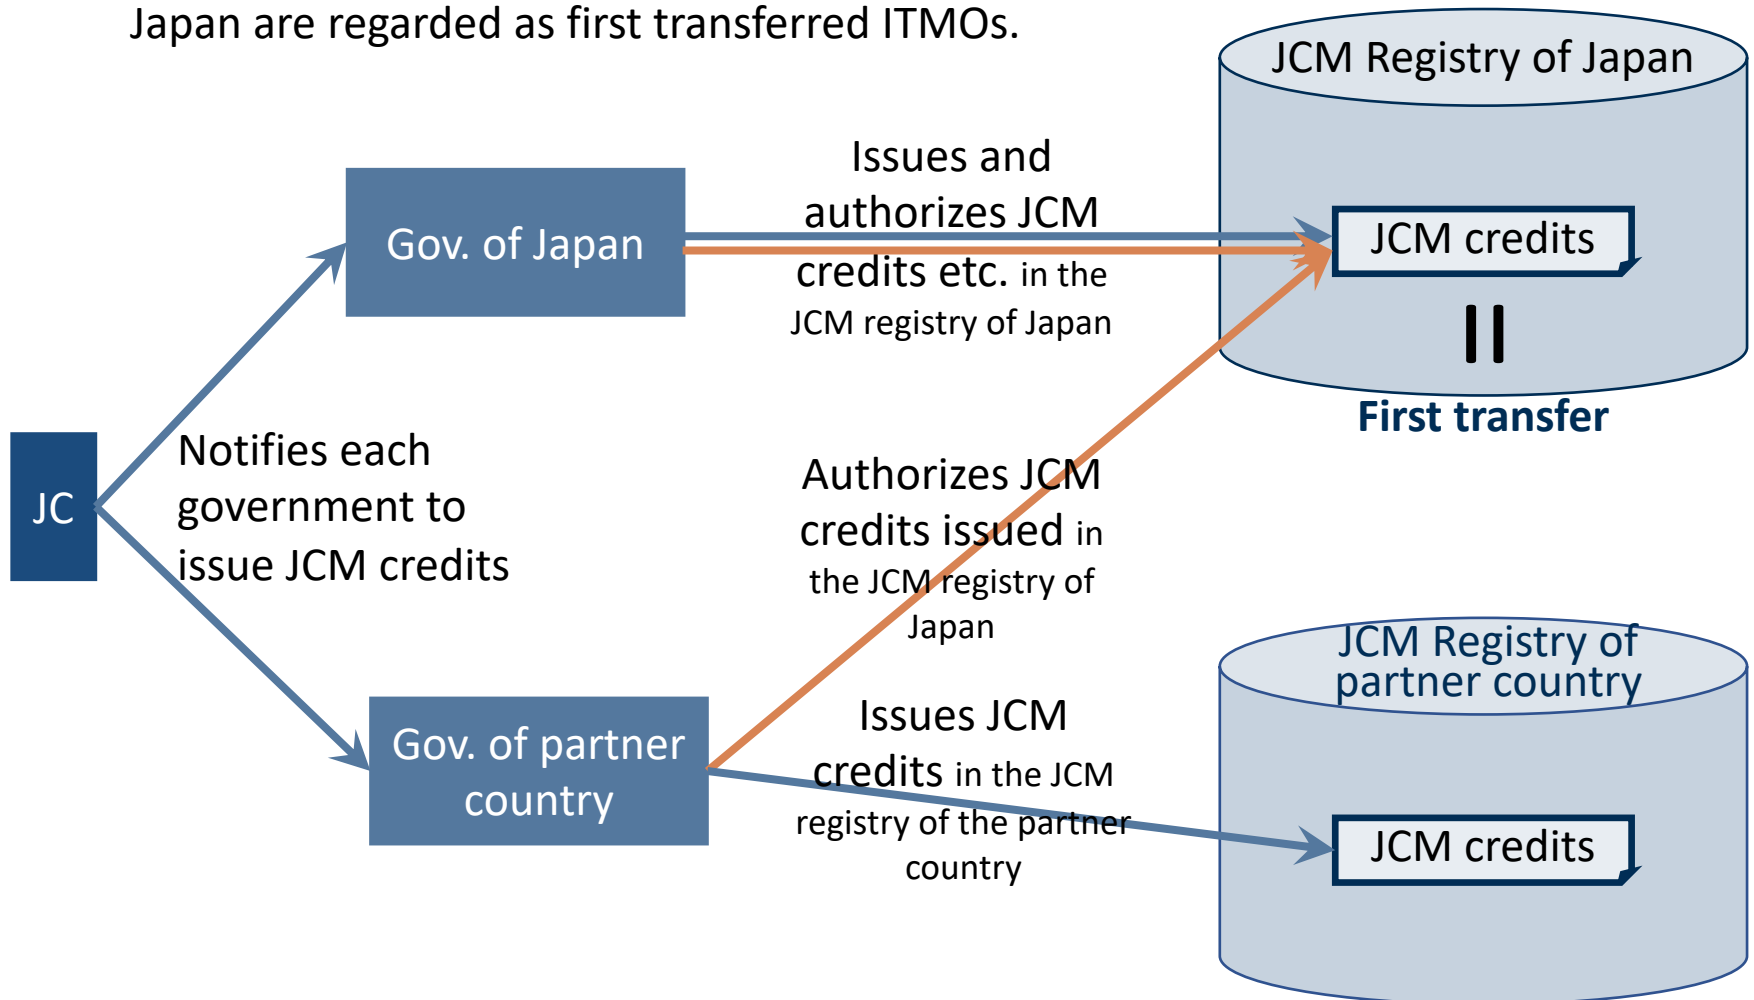 Japan are regarded as first transferred ITMOs.
JCM Registry of Japan
Issues and
authorizes JCM
credits etc. in the
JCM registry of Japan
Gov. of Japan
JCM credits
First transfer
JC
Notifies each
government to
issue JCM credits
Authorizes JCM
credits issued in
the JCM registry of
Japan
JCM Registry of
partner country
Gov. of partner
country
Issues JCM
credits in the JCM
registry of the partner
country
JCM credits